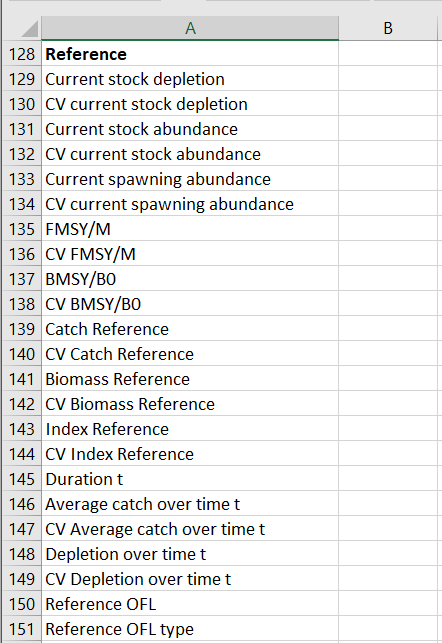 A B
128 Reference
129 Current stock depletion
130 CV current stock depletion
131 Current stock abundance
132 CV current stock abundance
133 Current spawning abundance
134 CV current spawning abundance
135 FMSY/M
136 CV FMSY/M
137 BMSY/B0
138 CV BMSY/B0
139 Catch Reference
140 CV Catch Reference
141 Biomass Reference
142 CV Biomass Reference
143 Index Reference
144 CV Index Reference
145 Duration t
146 Average catch over time t
147 CV Average catch over time t
148 Depletion over time t
149 CV Depletion over time t
150 Reference OFL
151 Reference OFL type